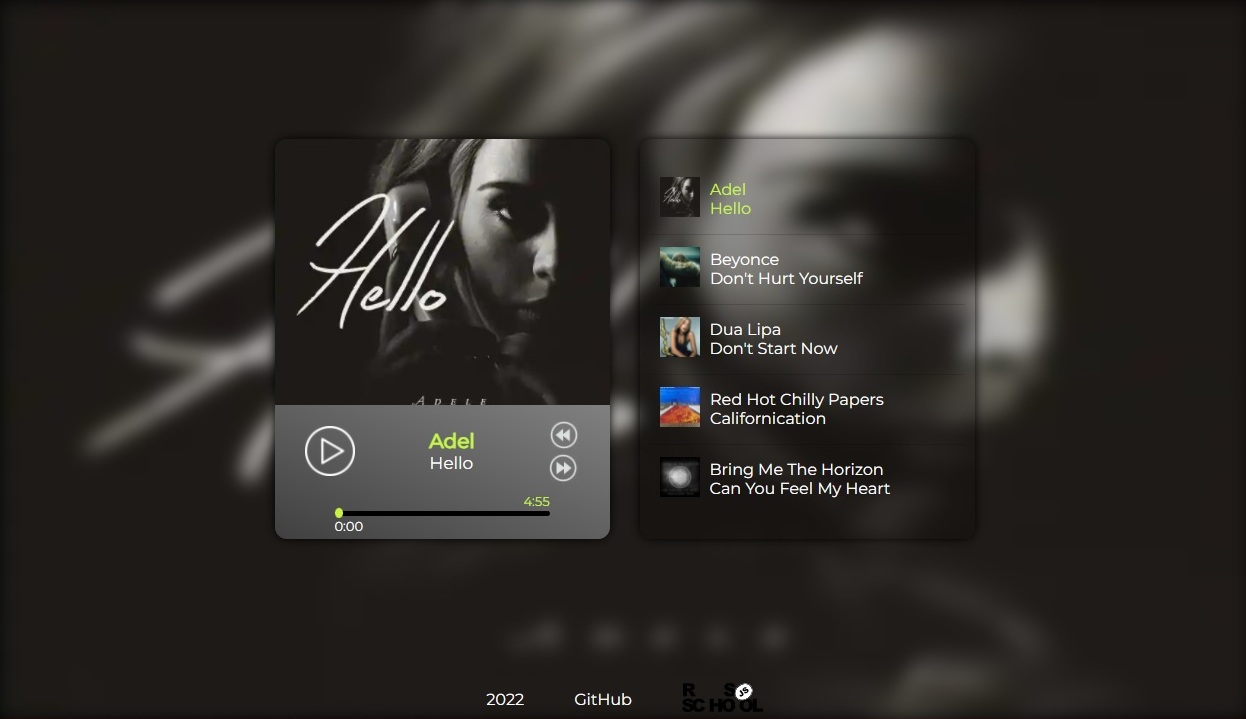 Hello
ADELE
Adel
Hello
4:55
0:00
Adel
Hello
Beyonce
Don't Hurt Yourself
Dua Lipa
Don't Start Now
Red Hot Chilly Papers
Californication
Bring Me The Horizon
Can You Feel My Heart
2022
GitHub
R S JS
SCHOOL